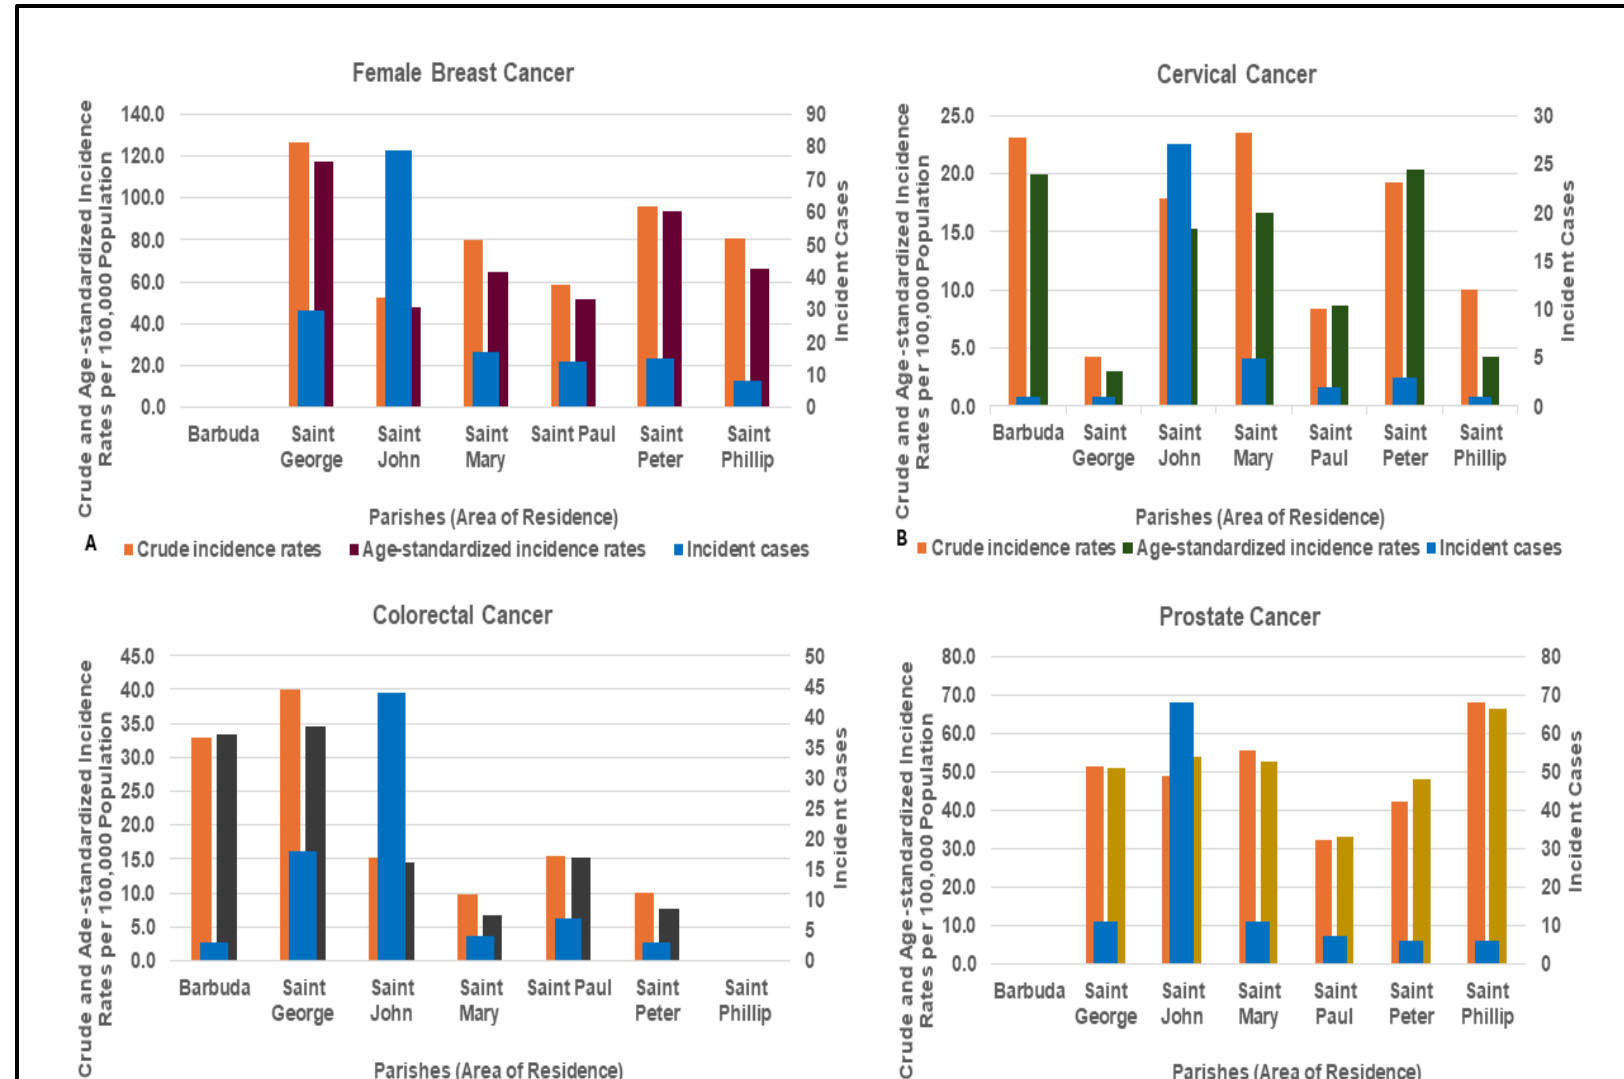 Female Breast Cancer
Crude and Age-standardized Incidence
Rates per 100,000 Population
140.0
120.0
100.0
80.0
60.0
40.0
20.0
0.0
90
80
70
60
50
40
30
20
10
0
Incident Cases
Barbuda Saint George Saint John Saint Mary Saint Paul Saint Peter Saint Phillip
Parishes (Area of Residence)
A
Crude incidence rates Age-standardized incidence rates Incident cases
Cervical Cancer
Crude and Age-standardized Incidence
Rates per 100,000 Population
25.0
20.0
15.0
10.0
5.0
0.0
30
25
20
15
10
5
0
Incident Cases
Barbuda Saint George Saint John Saint Mary Saint Paul Saint Peter Saint Phillip
Parishes (Area of Residence)
B
Crude incidence rates Age-standardized incidence rates Incident cases
Colorectal Cancer
Crude and Ade-standardized Incidence
Rates per 100,000 Population
45.0
40.0
35.0
30.0
25.0
20.0
15.0
10.0
5.0
0.0
50
45
40
35
30
25
20
15
10
5
0
Incident Cases
Barbuda Saint George Saint John Saint Mary Saint Paul Saint Peter Saint Phillip
Parishes (Area of Residence)
Prostate Cancer
Crude and Age-standardized Incidence
Rates per 100,000 Population
80.0
70.0
60.0
50.0
40.0
30.0
20.0
10.0
0.0
80
70
60
50
40
30
20
10
0
Incident Cases
Barbuda Saint George Saint John Saint Mary Saint Paul Saint Peter Saint Phillip
Parishes (Area of Residence)